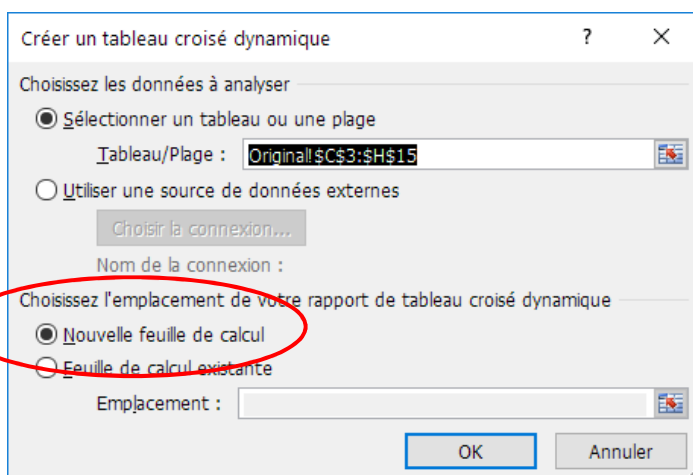 Créer un tableau croisé dynamique ? ×
Choisissez les données à analyser
Sélectionner un tableau ou une plage
Tableau/Plage : Original!$C$3:$H$15
Utiliser une source de données externes
Choisir la connexion...
Nom de la connexion :
Choisissez l'emplacement de votre rapport de tableau croisé dynamique
Nouvelle feuille de calcul
Feuille de calcul existante
Emplacement :
OK Annuler